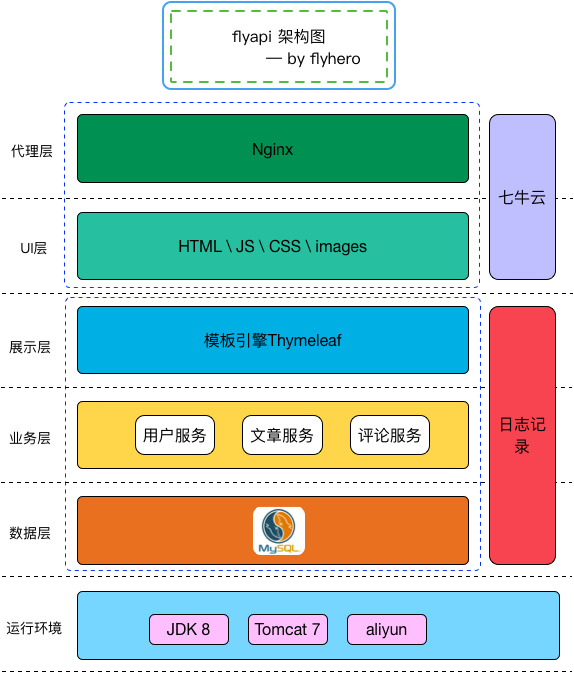 flyapi 架构图
— by flyhero
代理层
Nginx
七牛云
UI层
HTML \ JS \ CSS \ images
展示层
模板引擎Thymeleaf
日志记
录
业务层
用户服务
文章服务
评论服务
数据层
MySQL
运行环境
JDK 8
Tomcat 7
aliyun